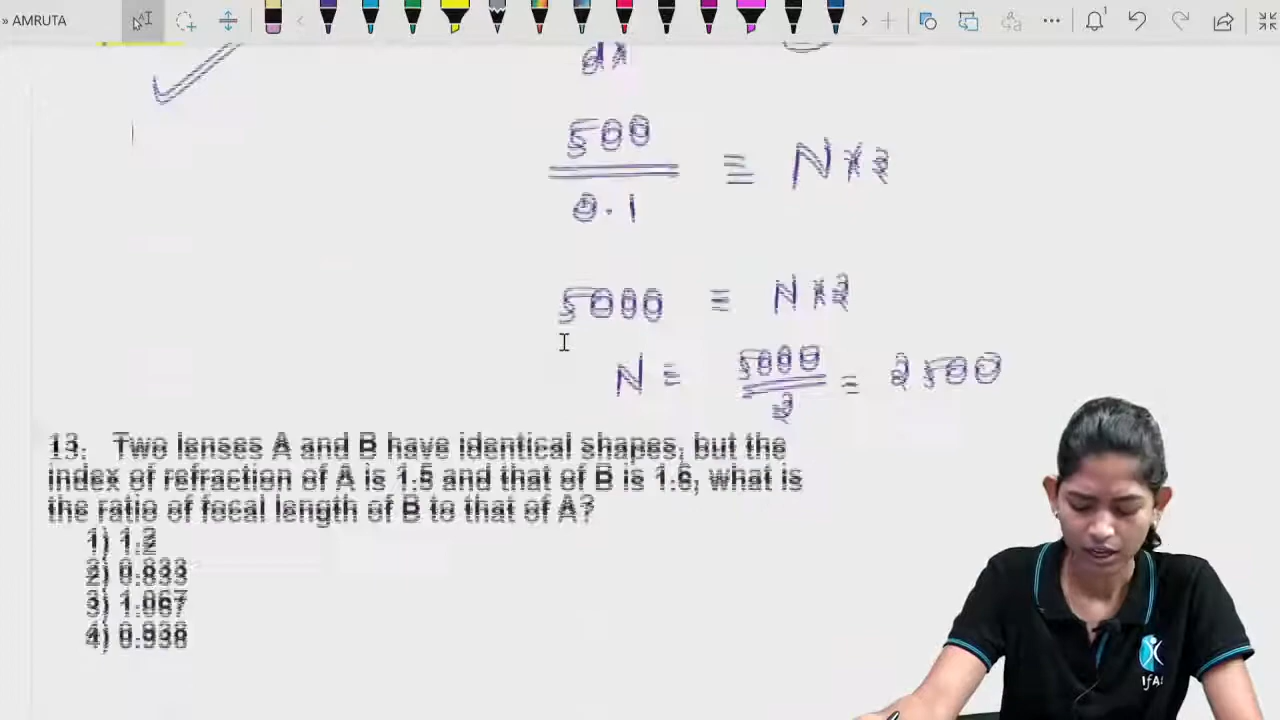 » AMRUTA
dx
500
0.1
= N×2
5000 = N×2
N = 5000 = 2500
2
13. Two lenses A and B have identical shapes, but the
index of refraction of A is 1.5 and that of B is 1.6, what is
the ratio of focal length of B to that of A?
1) 1.2
2) 0.833
3) 1.067
4) 0.938